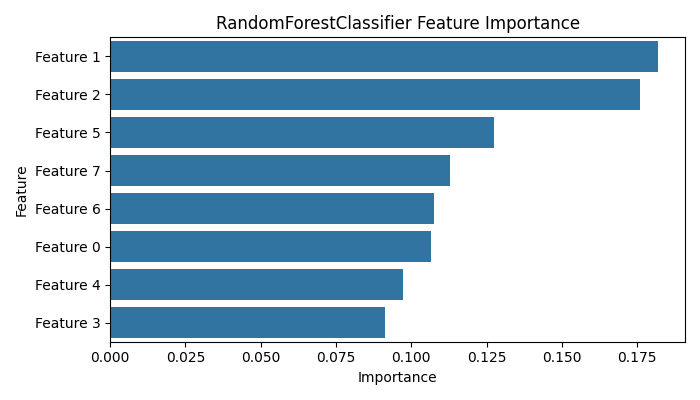 RandomForestClassifier Feature Importance
Feature 1
Feature 2
Feature 5
Feature 7
Feature 6
Feature 0
Feature 4
Feature 3
Feature
0.000 0.025 0.050 0.075 0.100 0.125 0.150 0.175
Importance